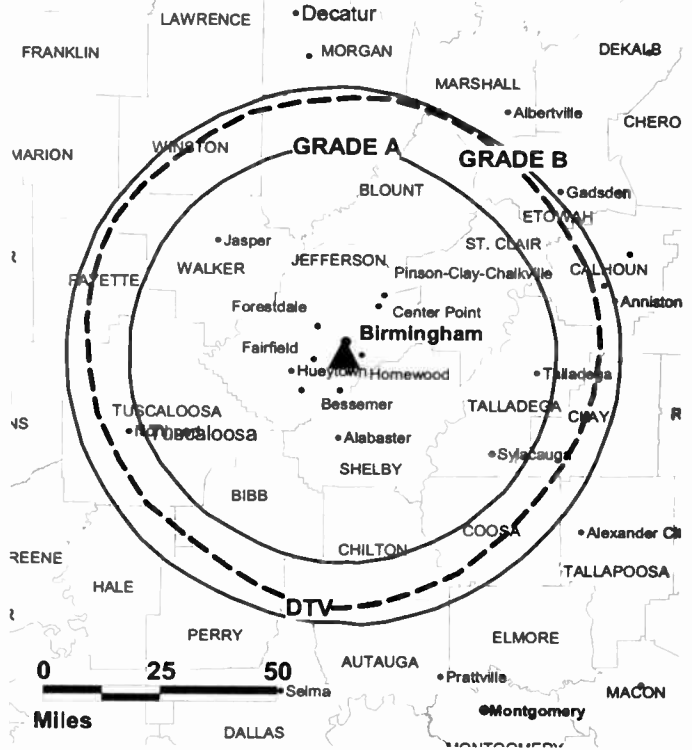 LAWRENCE
Decatur
FRANKLIN
MORGAN
DEKALB
MARSHALL
Albertville
CHERO
MARION
WINSTON
GRADE A
GRADE B
BLOUNT
Gadsden
ETOWAH
Jasper
ST. CLAIR
JEFFERSON
WALKER
Pinson-Clay-Chalkville
CALHOUN
FAYETTE
Anniston
Forestdale
Center Point
Birmingham
Fairfield
Hueytown
Homewood
Talladega
Bessemer
TUSCALOOSA
TALLADEGA
CLAY
NS
R
Tuscaloosa
Alabaster
Sylacauga
SHELBY
BIBB
COOSA
Alexander Cit
CHILTON
REENE
TALLAPOOSA
HALE
DTV
PERRY
ELMORE
AUTAUGA
0 25 50
Prattville
Selma
MACON
Miles
Montgomery
DALLAS
MONTGOMERY